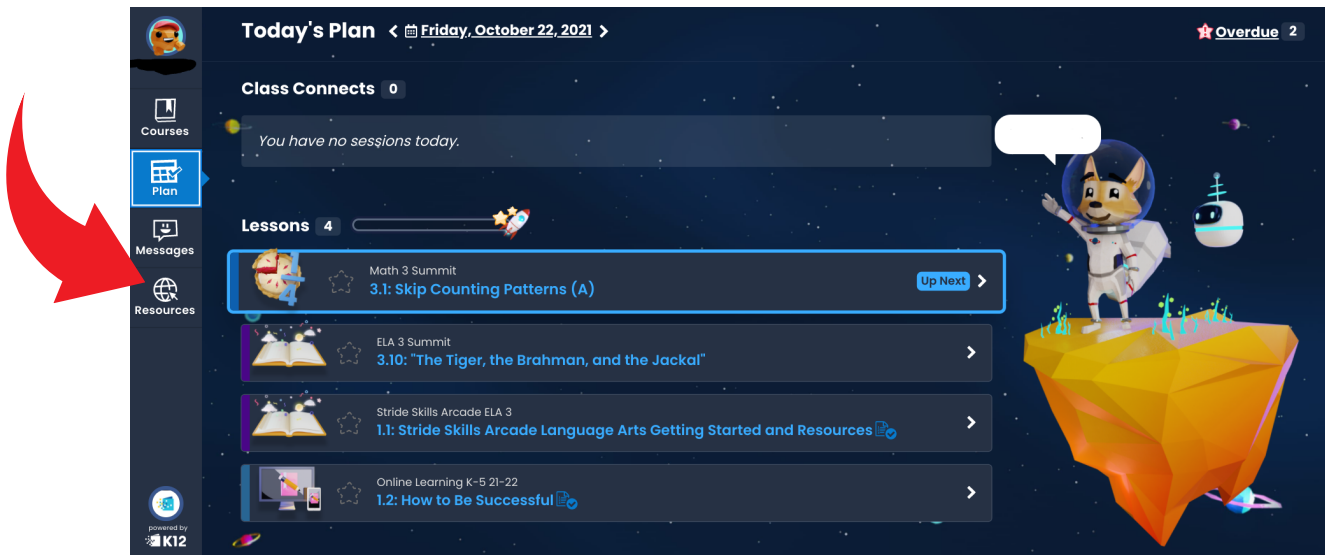 Today's Plan
Friday, October 22, 2021
Overdue 2
Class Connects 0
Courses
You have no sessions today.
Plan
Lessons 4
Messages
Math 3 Summit
3.1: Skip Counting Patterns (A)
Up Next
Resources
ELA 3 Summit
3.10: "The Tiger, the Brahman, and the Jackal"
Stride Skills Arcade ELA 3
1.1: Stride Skills Arcade Language Arts Getting Started and Resources
Online Learning K-5 21-22
1.2: How to Be Successful
powered by
K12